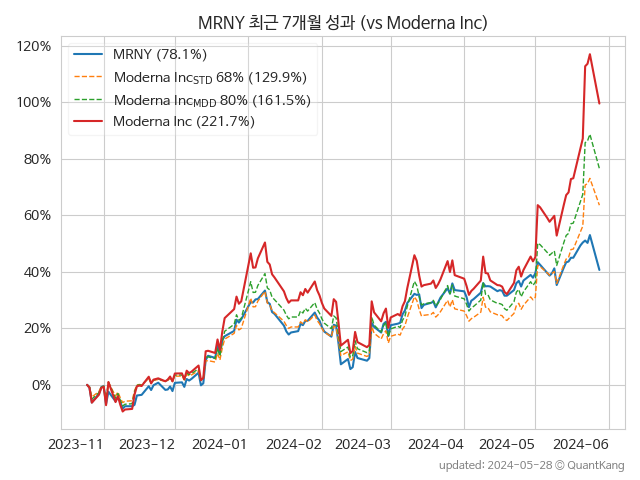 MRNY 최근 7개월 성과 (vs Moderna Inc)
120%
100%
80%
60%
40%
20%
0%
MRNY (78.1%)
Moderna Inc_STD 68% (129.9%)
Moderna Inc_MDD 80% (161.5%)
Moderna Inc (221.7%)
2023-11 2023-12 2024-01 2024-02 2024-03 2024-04 2024-05 2024-06
updated: 2024-05-28 © QuantKang